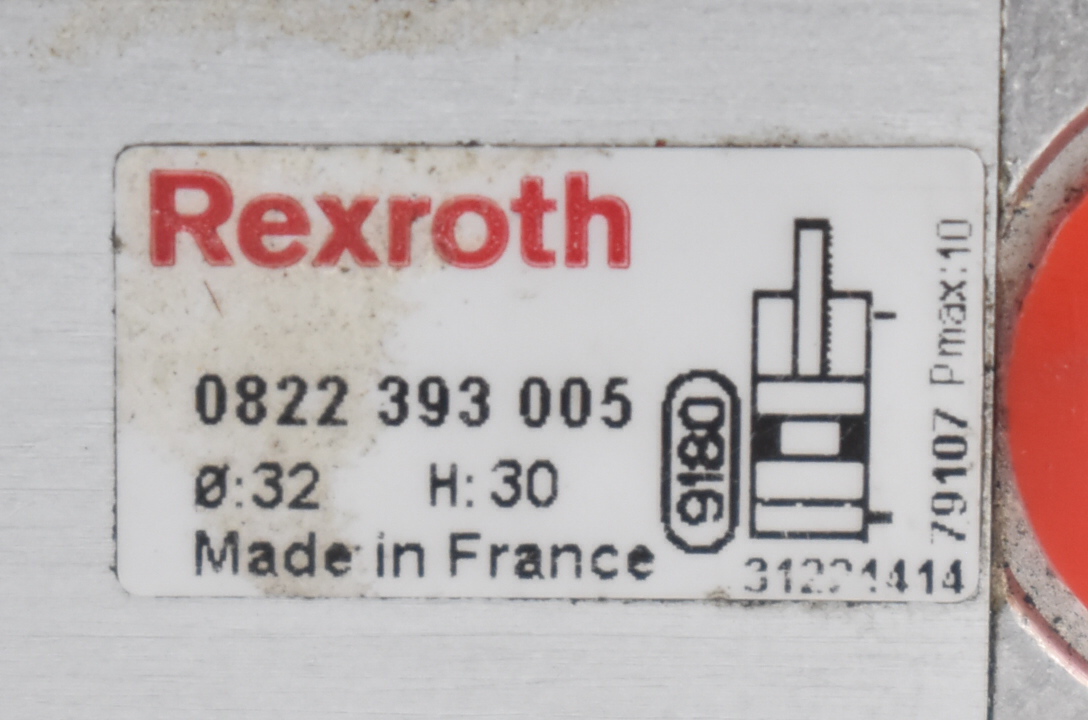 Rexroth
0822 393 005
Ø:32 H: 30
Made in France
9180
79107 Pmax:10